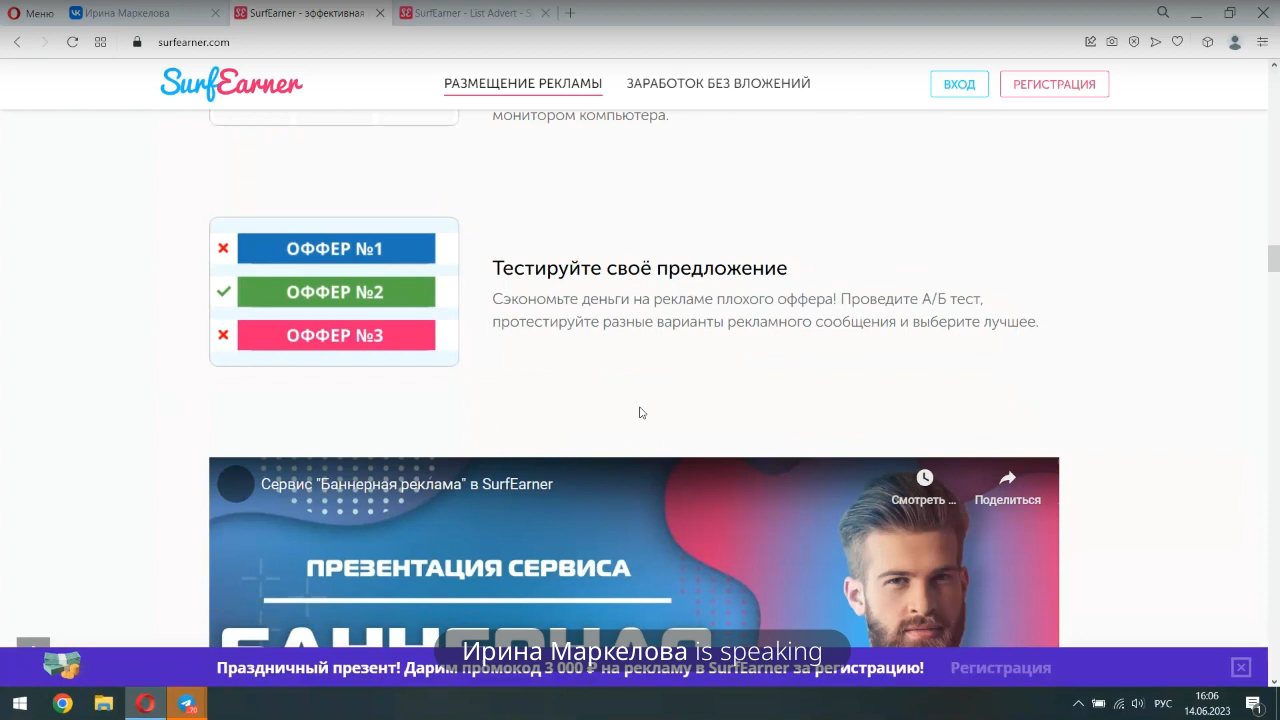 Меню
Ирина Маркелова
SurfEarner - эффективная
SurfEarner - List Advert - S
surfearner.com
SurfEarner
РАЗМЕЩЕНИЕ РЕКЛАМЫ
ЗАРАБОТОК БЕЗ ВЛОЖЕНИЙ
ВХОД
РЕГИСТРАЦИЯ
монитором компьютера.
ОФФЕР №1
ОФФЕР №2
ОФФЕР №3
Тестируйте своё предложение
Сэкономьте деньги на рекламе плохого оффера! Проведите А/Б тест,
протестируйте разные варианты рекламного сообщения и выберите лучшее.
Сервис "Баннерная реклама" в SurfEarner
Смотреть ...
Поделиться
ПРЕЗЕНТАЦИЯ СЕРВИСА
БАННЕРНАЯ
Ирина Маркелова is speaking
Праздничный презент! Дарим промокод 3 000 ₽ на рекламу в SurfEarner за регистрацию!
Регистрация
70
РУС
16:06
14.06.2023